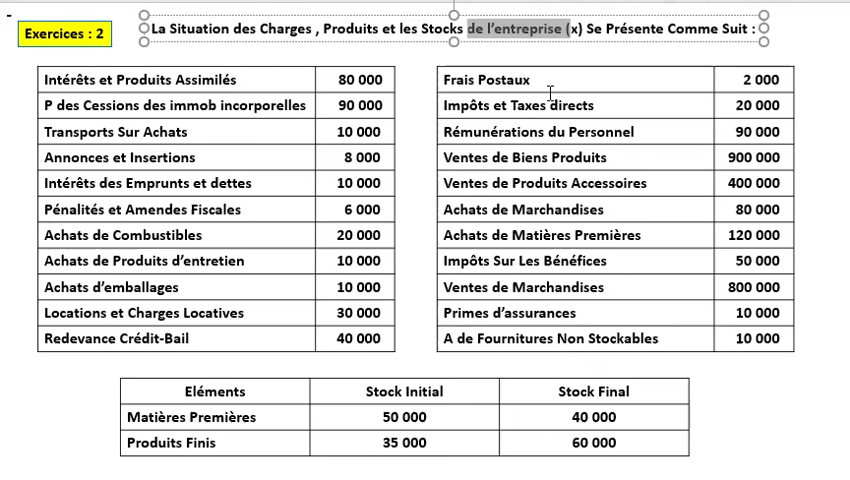 Exercices : 2
La Situation des Charges , Produits et les Stocks de l'entreprise (x) Se Présente Comme Suit :
Intérêts et Produits Assimilés 80 000
P des Cessions des immob incorporelles 90 000
Transports Sur Achats 10 000
Annonces et Insertions 8 000
Intérêts des Emprunts et dettes 10 000
Pénalités et Amendes Fiscales 6 000
Achats de Combustibles 20 000
Achats de Produits d'entretien 10 000
Achats d'emballages 10 000
Locations et Charges Locatives 30 000
Redevance Crédit-Bail 40 000
Frais Postaux 2 000
Impôts et Taxes directs 20 000
Rémunérations du Personnel 90 000
Ventes de Biens Produits 900 000
Ventes de Produits Accessoires 400 000
Achats de Marchandises 80 000
Achats de Matières Premières 120 000
Impôts Sur Les Bénéfices 50 000
Ventes de Marchandises 800 000
Primes d'assurances 10 000
A de Fournitures Non Stockables 10 000
Eléments Stock Initial Stock Final
Matières Premières 50 000 40 000
Produits Finis 35 000 60 000